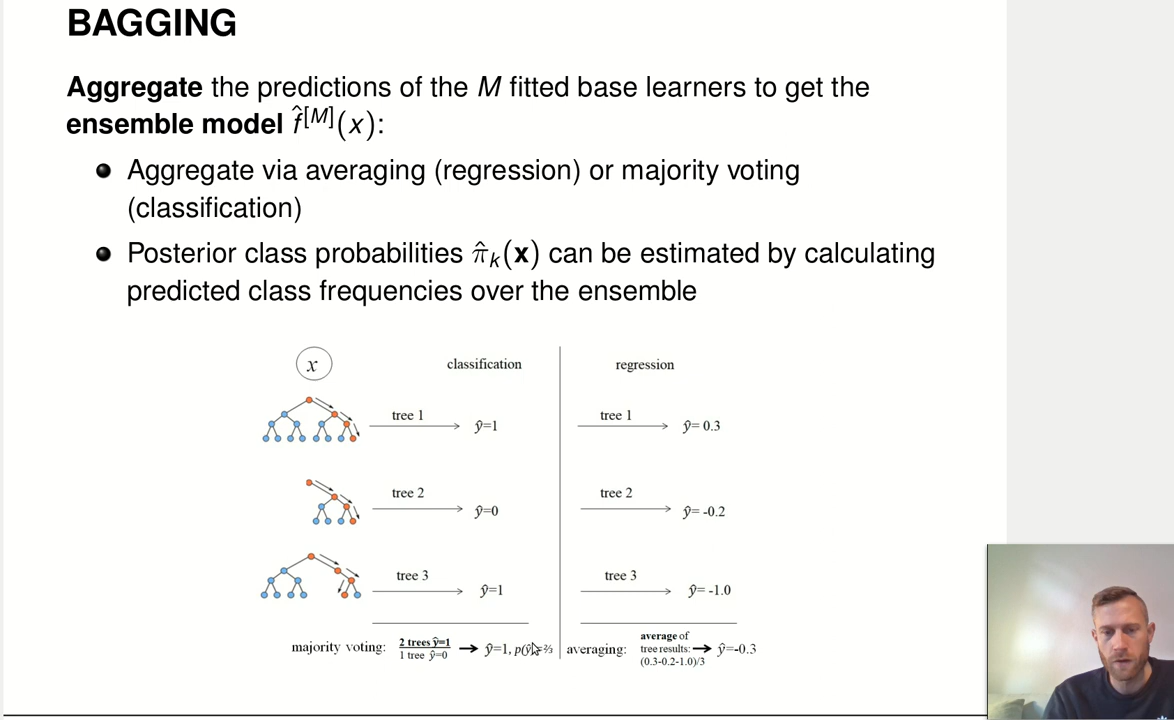 BAGGING
Aggregate the predictions of the M fitted base learners to get the
ensemble model f̂[M](x):
Aggregate via averaging (regression) or majority voting
(classification)
Posterior class probabilities π̂k(x) can be estimated by calculating
predicted class frequencies over the ensemble
x classification regression
tree 1 ŷ=1 tree 1 ŷ= 0.3
tree 2 ŷ=0 tree 2 ŷ= -0.2
tree 3 ŷ=1 tree 3 ŷ= -1.0
majority voting: 2 trees ŷ=1 → ŷ=1,
1 tree ŷ=0
averaging: average of
tree results: → ŷ=-0.3
(0.3-0.2-1.0)/3